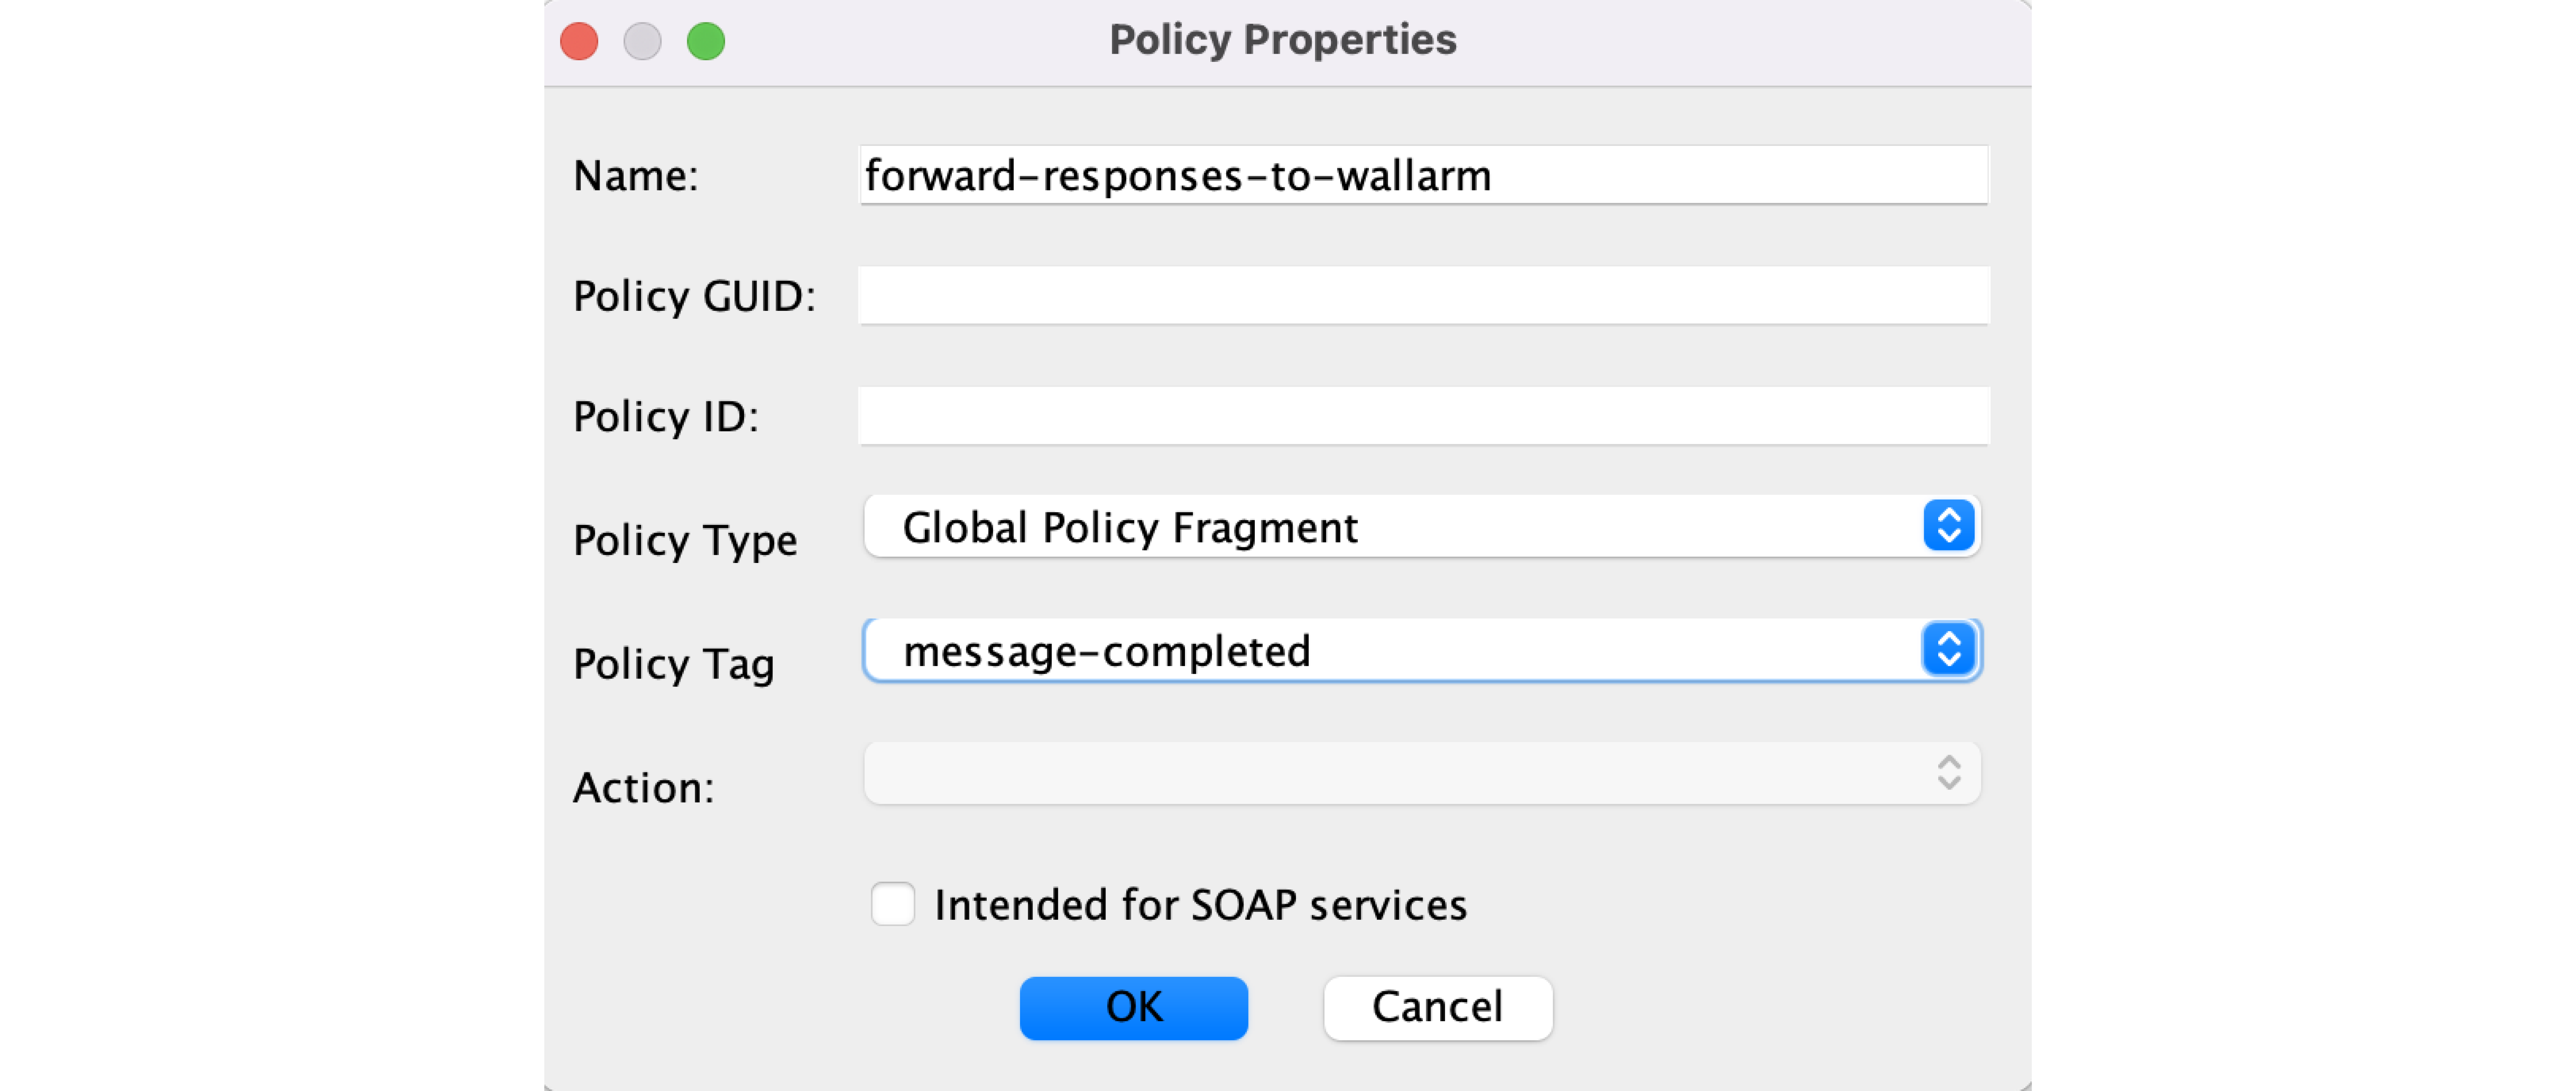 Policy Properties
Name: forward-responses-to-wallarm
Policy GUID:
Policy ID:
Policy Type Global Policy Fragment
Policy Tag message-completed
Action:
Intended for SOAP services
OK Cancel